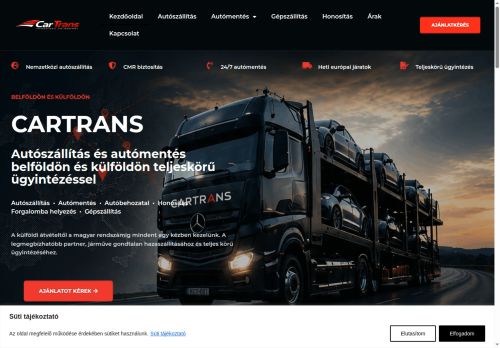 CarTrans
Kezdőoldal
Autószállítás
Autómentés
Gépszállítás
Honosítás
Árak
Kapcsolat
AJÁNLATKÉRÉS
Nemzetközi autószállítás
CMR biztosítás
24/7 autómentés
Heti európai járatok
Teljeskörű ügyintézés
BELFÖLDÖN ÉS KÜLFÖLDÖN
CARTRANS
Autószállítás és autómentés
belföldön és külföldön teljeskörű
ügyintézéssel
Autószállítás • Autómentés • Autóbehozatal • Honosítás •
Forgalomba helyezés • Gépszállítás
A külföldi átvételtől a magyar rendszámig mindent egy kézben kezelünk. A
legmegbízhatóbb partner, járműve gondtalan hazaszállításához és teljes körű
ügyintézéséhez.
AJÁNLATOT KÉREK →
CARTRANS
Süti tájékoztató
Az oldal megfelelő működése érdekében sütiket használunk. Süti tájékoztató
Elutasítom
Elfogadom